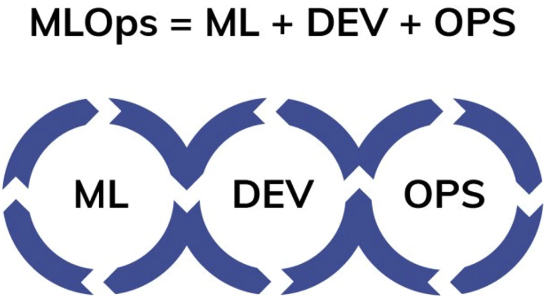 MLOps = ML + DEV + OPS
ML DEV OPS